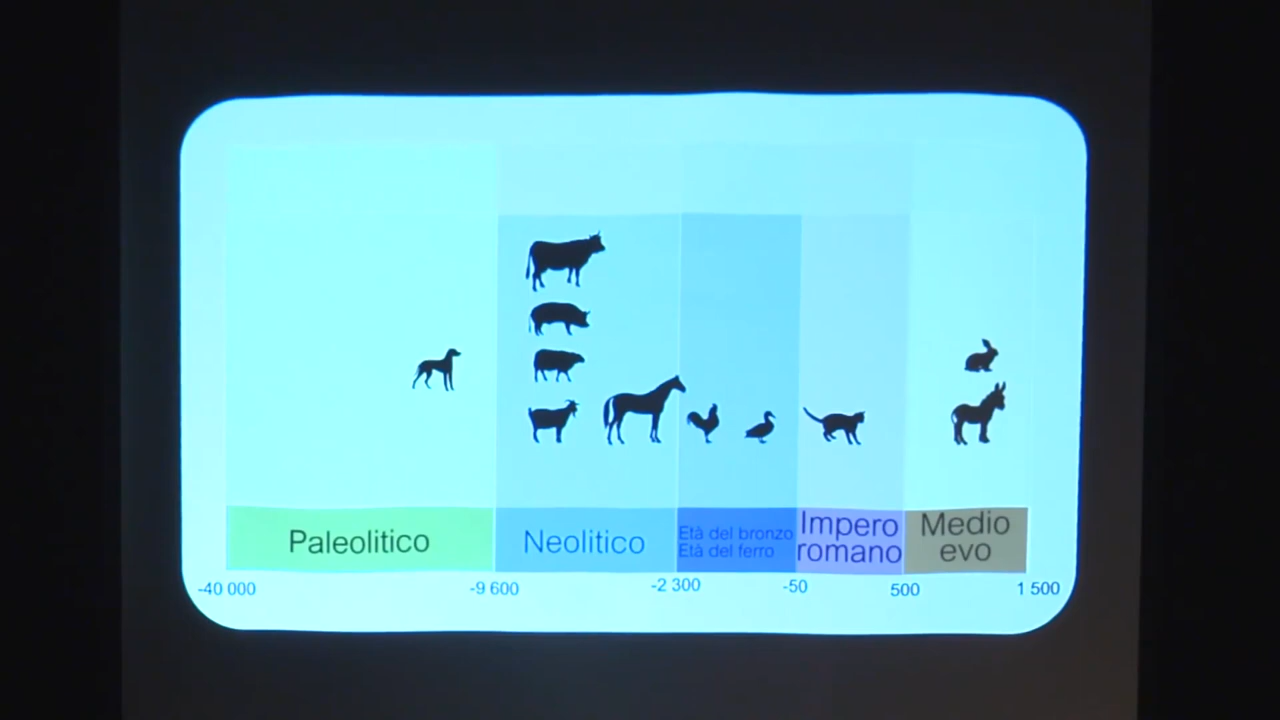 Paleolitico
Neolitico
Età del bronzo
Età del ferro
Impero
romano
Medio
evo
-40 000
-9 600
-2 300
-50
500
1 500